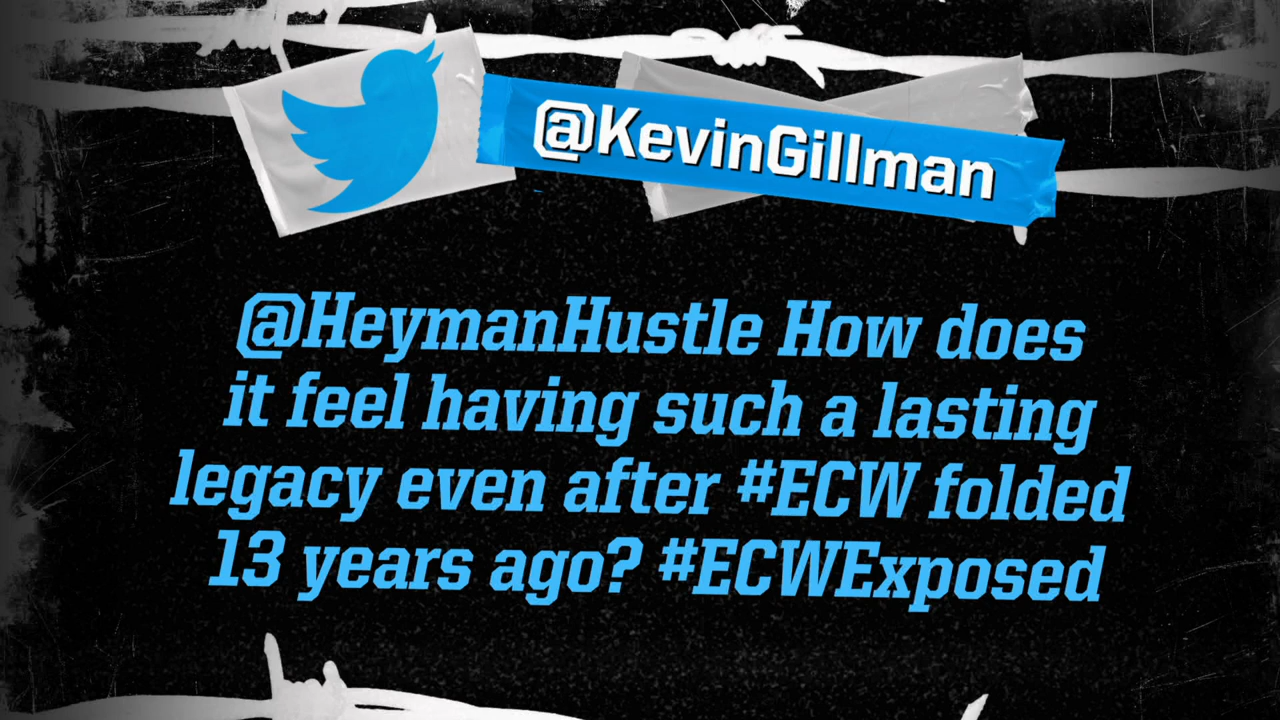 @KevinGillman
@HeymanHustle How does
it feel having such a lasting
legacy even after #ECW folded
13 years ago? #ECWExposed